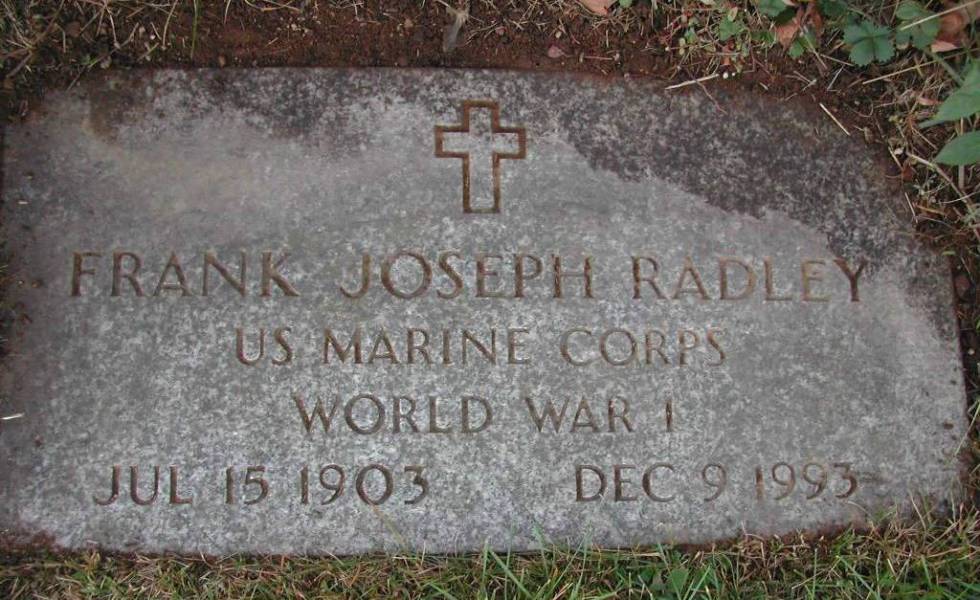 FRANK JOSEPH RADLEY
US MARINE CORPS
WORLD WAR I
JUL 15 1903 DEC 9 1993